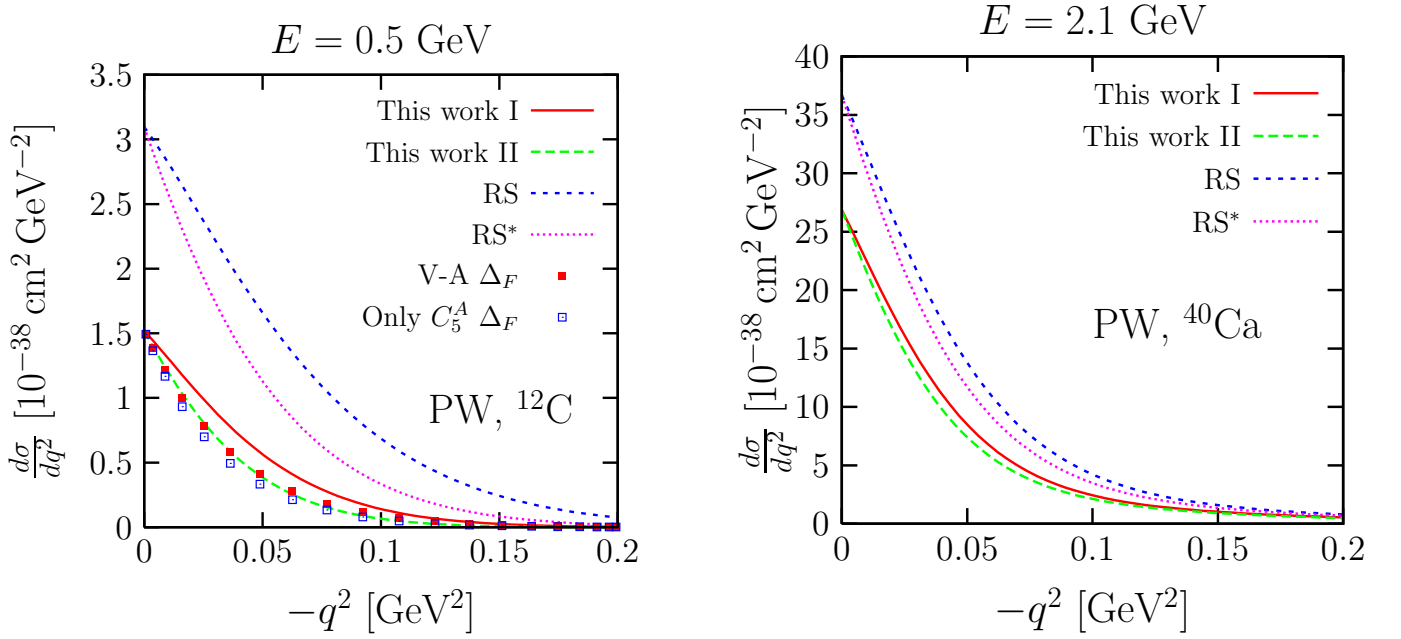 E = 0.5 GeV
dσ/dq² [10⁻³⁸ cm² GeV⁻²]
3.5
3
2.5
2
1.5
1
0.5
0
This work I
This work II
RS
RS*
V-A Δ_F
Only C₅ᴬ Δ_F
PW, ¹²C
0 0.05 0.1 0.15 0.2
−q² [GeV²]
E = 2.1 GeV
dσ/dq² [10⁻³⁸ cm² GeV⁻²]
40
35
30
25
20
15
10
5
0
This work I
This work II
RS
RS*
PW, ⁴⁰Ca
0 0.05 0.1 0.15 0.2
−q² [GeV²]